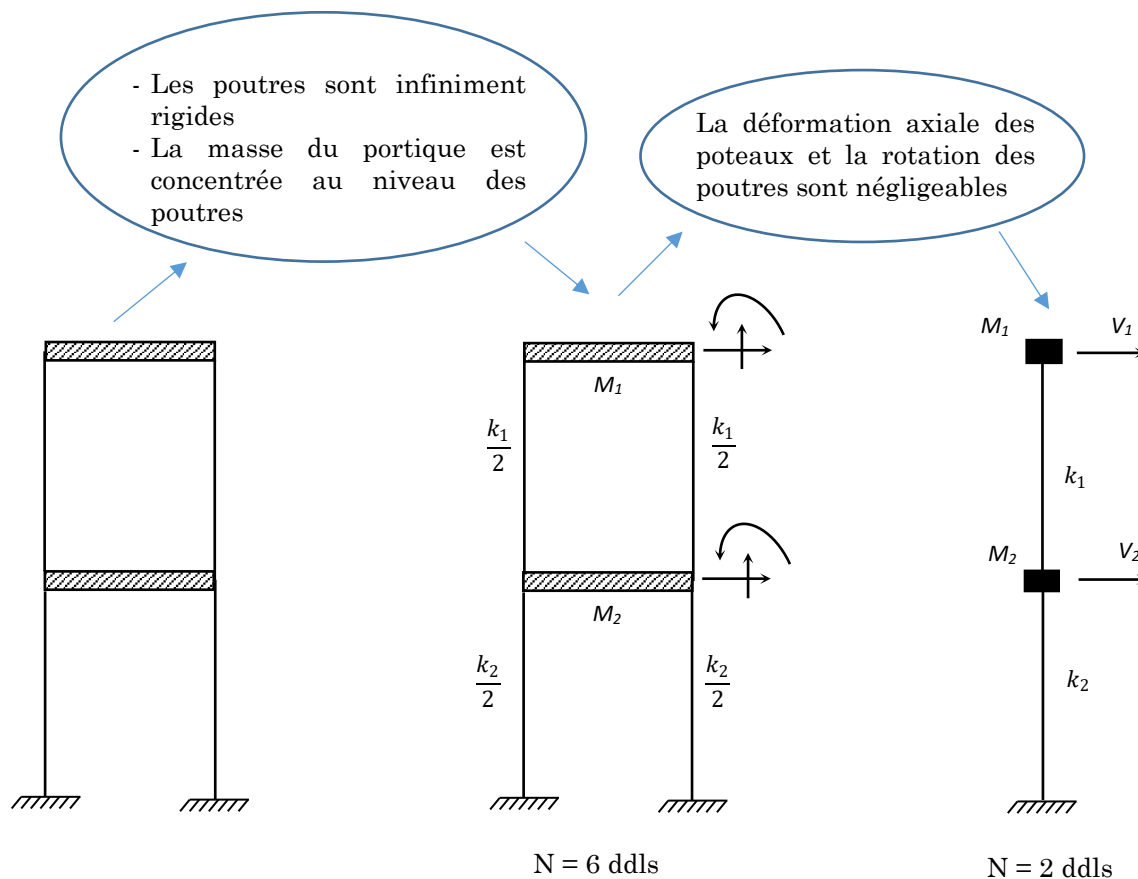 - Les poutres sont infiniment
rigides
- La masse du portique est
concentrée au niveau des
poutres
La déformation axiale des
poteaux et la rotation des
poutres sont négligeables
M₁
k₁/2
k₁/2
M₂
k₂/2
k₂/2
N = 6 ddls
M₁
V₁
k₁
M₂
V₂
k₂
N = 2 ddls